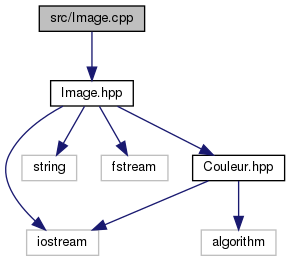 src/Image.cpp
Image.hpp
string
fstream
Couleur.hpp
iostream
algorithm